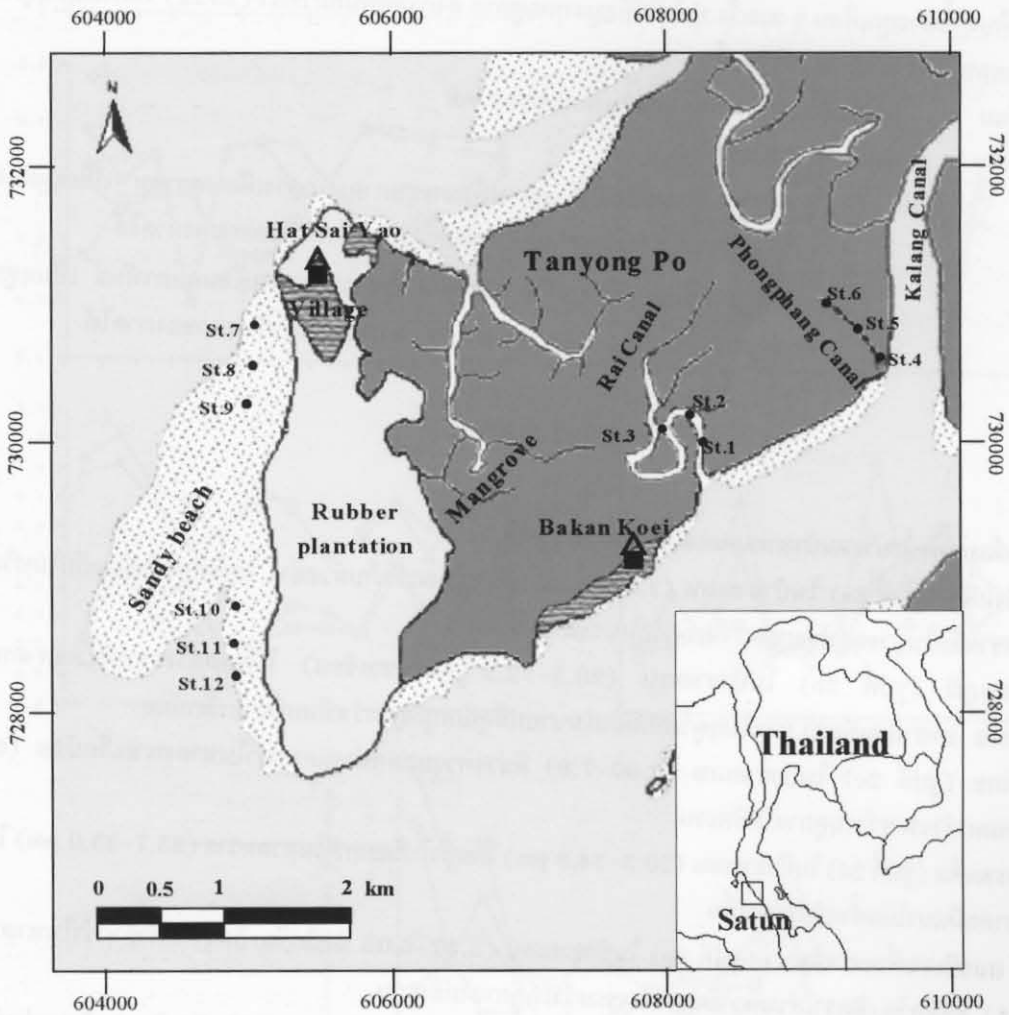 604000 606000 608000 610000
N
732000
732000
Hat Sai Yao
Village
Tanyong Po
Kalang Canal
Phongphang Canal
St.6
St.5
St.4
St.7
St.8
St.9
Rai Canal
St.2
St.3
St.1
730000
730000
Mangrove
Rubber
plantation
Bakan Koei
Sandy beach
St.10
St.11
St.12
728000
728000
Thailand
Satun
0 0.5 1 2 km
604000 606000 608000 610000